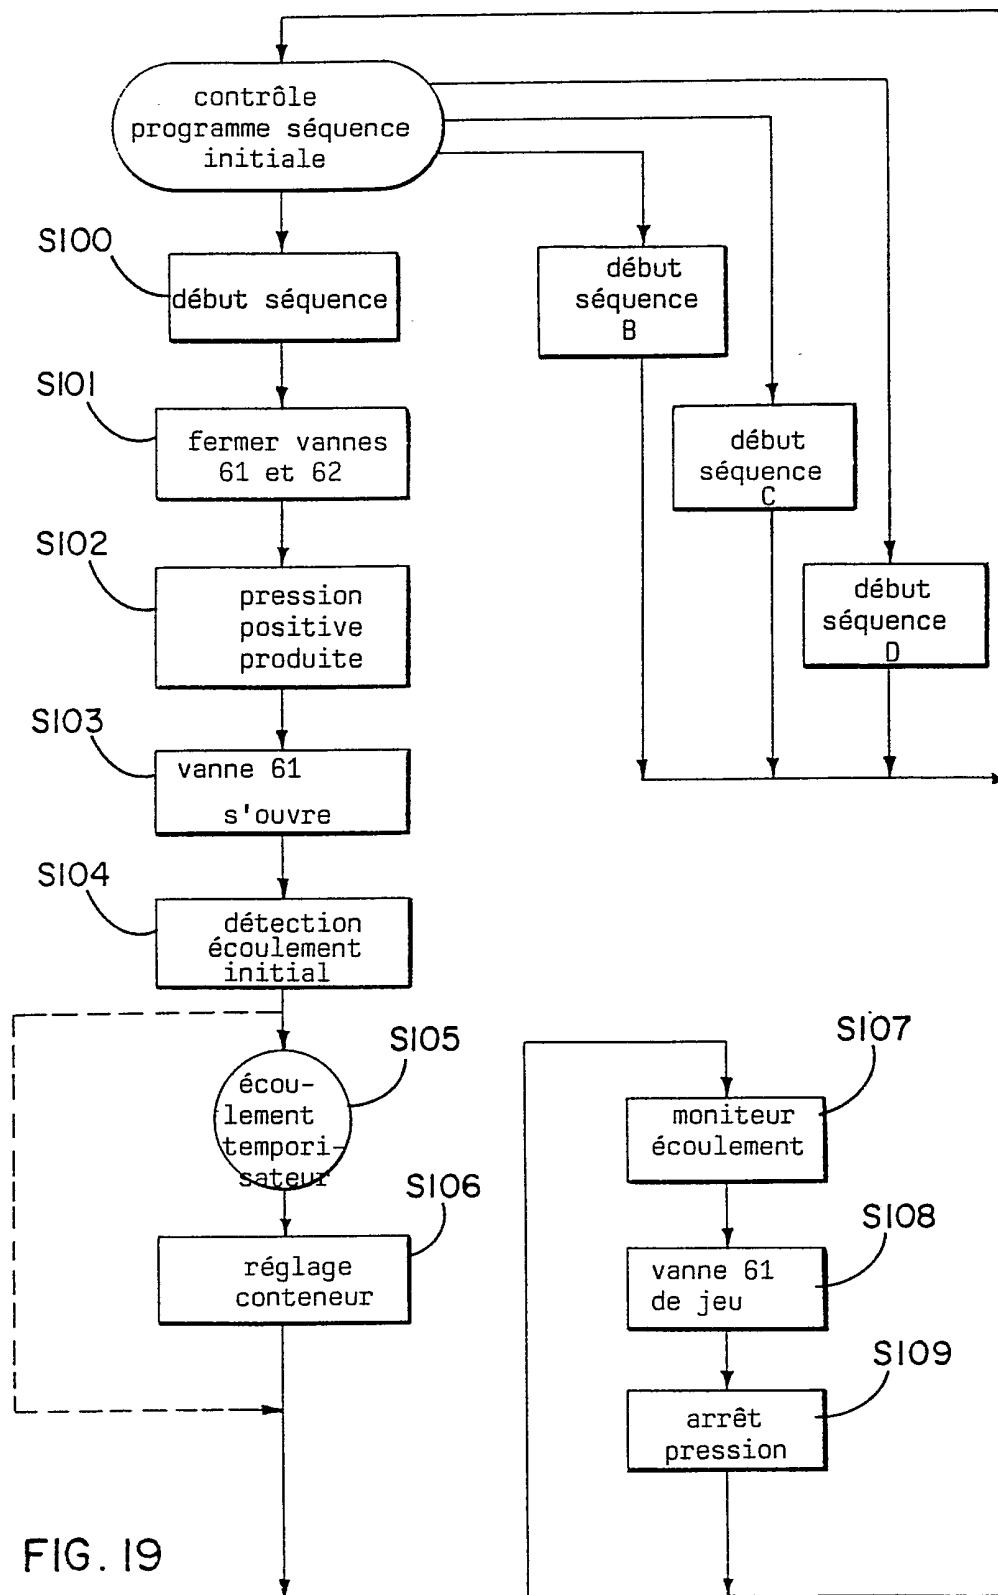 contrôle
programme séquence
initiale
S100
début séquence
S101
fermer vannes
61 et 62
S102
pression
positive
produite
S103
vanne 61
s'ouvre
S104
détection
écoulement
initial
S105
écou-
lement
tempori-
sateur
S106
réglage
conteneur
début
séquence
B
début
séquence
C
début
séquence
D
S107
moniteur
écoulement
S108
vanne 61
de jeu
S109
arrêt
pression
FIG. 19